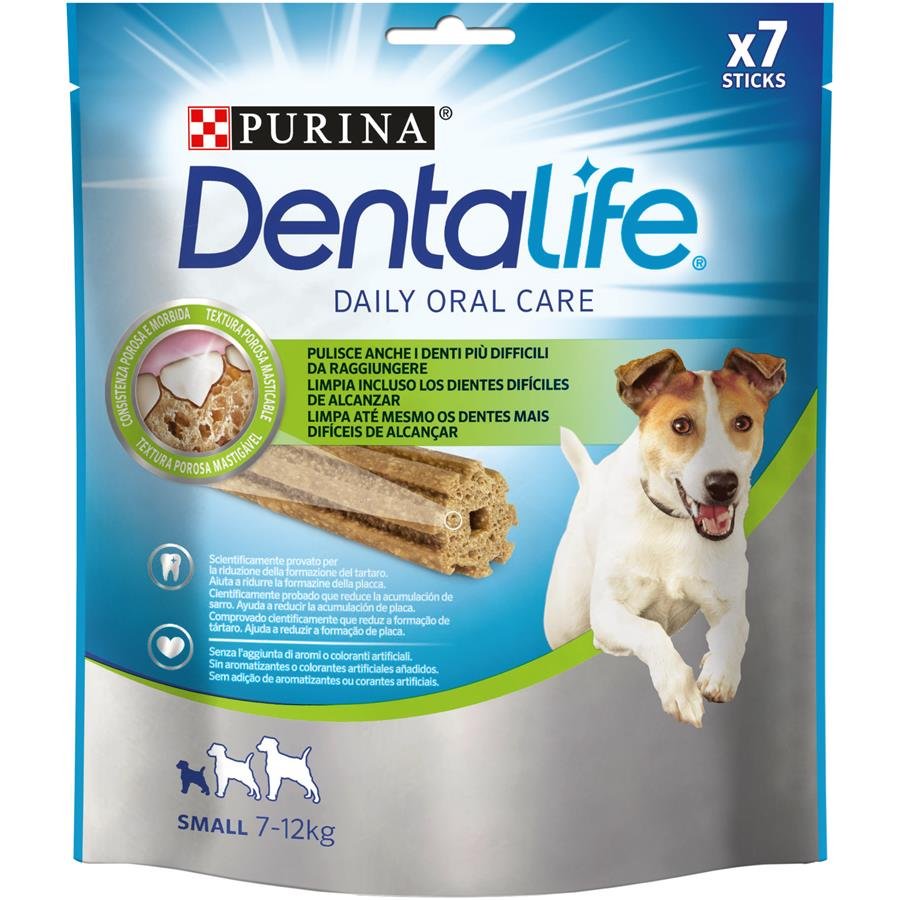 x7
STICKS
PURINA®
DentaLife®
DAILY ORAL CARE
CONSISTENZA POROSA E MORBIDA
TEXTURA POROSA MASTICABLE
TEXTURA POROSA MASTIGÁVEL
PULISCE ANCHE I DENTI PIÙ DIFFICILI
DA RAGGIUNGERE
LIMPIA INCLUSO LOS DIENTES DIFÍCILES
DE ALCANZAR
LIMPA ATÉ MESMO OS DENTES MAIS
DIFÍCEIS DE ALCANÇAR
Scientificamente provato per
la riduzione della formazione del tartaro.
Aiuta a ridurre la formazione della placca.
Científicamente probado que reduce la acumulación de
sarro. Ayuda a reducir la acumulación de placa.
Comprovado cientificamente que reduz a formação de
tártaro. Ajuda a reduzir a formação de placa.
Senza l'aggiunta di aromi o coloranti artificiali.
Sin aromatizantes o colorantes artificiales añadidos.
Sem adição de aromatizantes ou corantes artificiais.
SMALL 7-12kg